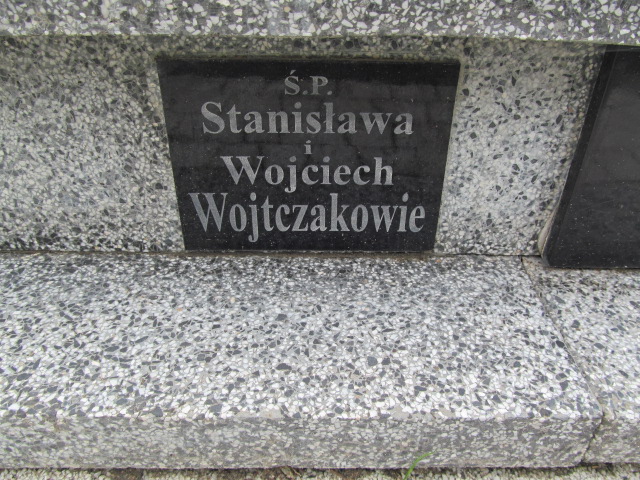 Ś.P.
Stanisława
i
Wojciech
Wojtczakowie